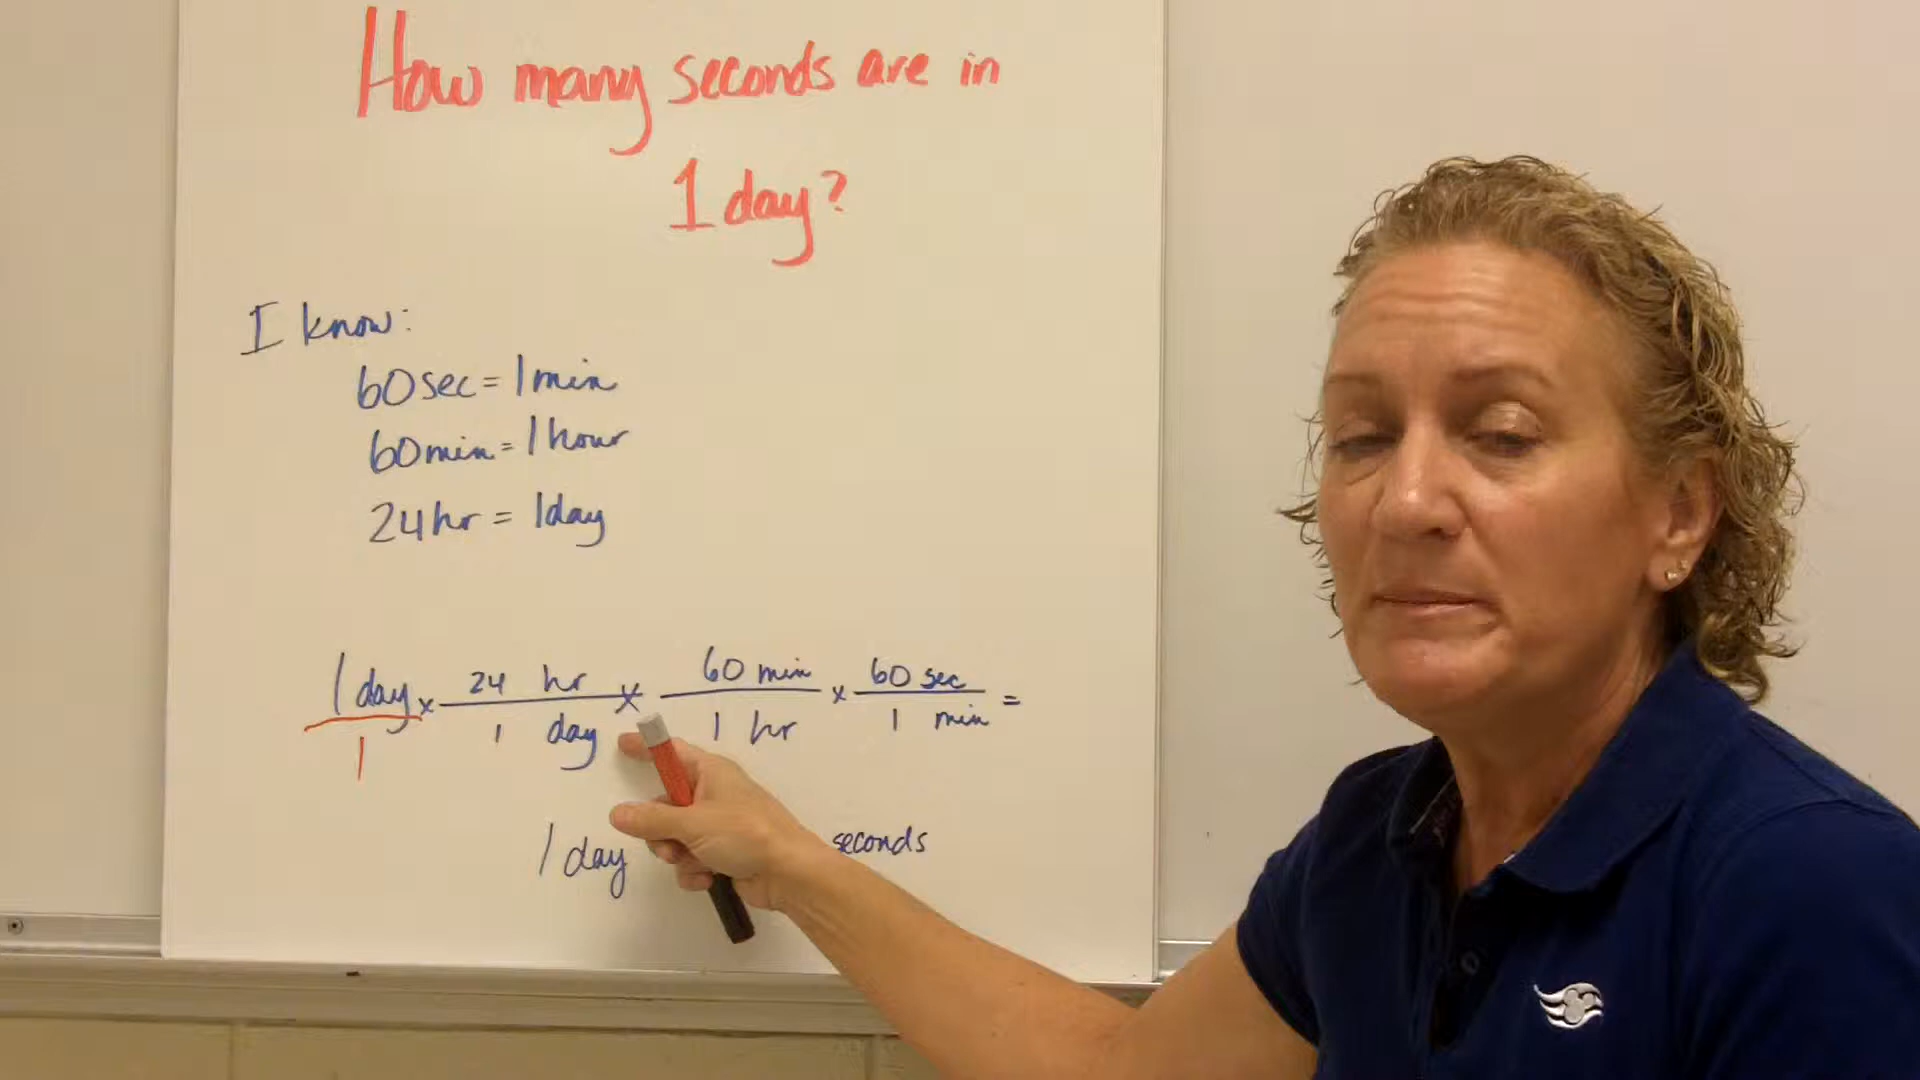 How many seconds are in
1 day?
I know:
60 sec = 1 min
60 min = 1 hour
24 hr = 1 day
1 day/1 x 24 hr/1 day x 60 min/1 hr x 60 sec/1 min =
1 day seconds